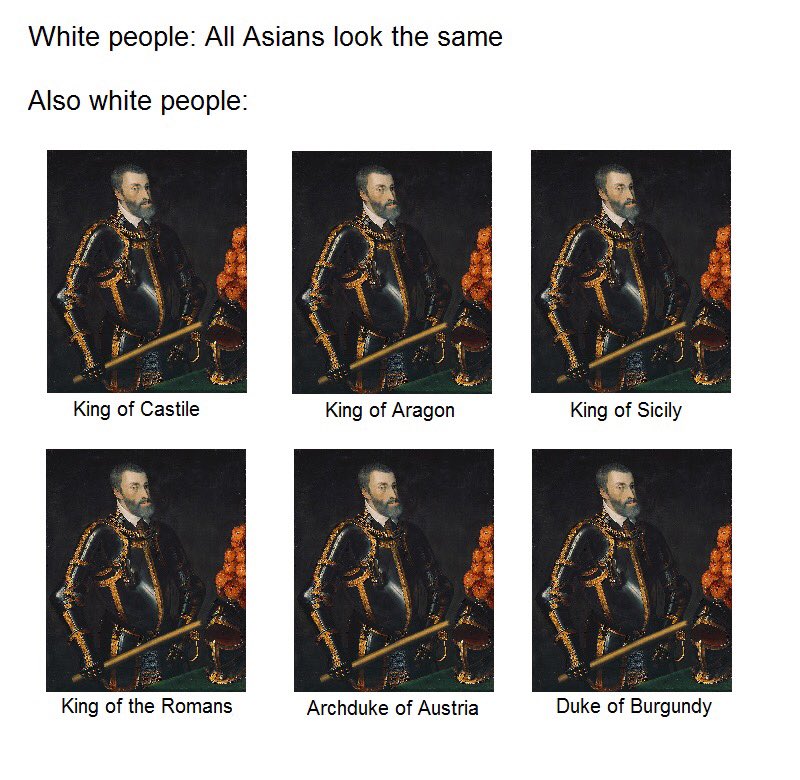 White people: All Asians look the same
Also white people:
King of Castile
King of Aragon
King of Sicily
King of the Romans
Archduke of Austria
Duke of Burgundy